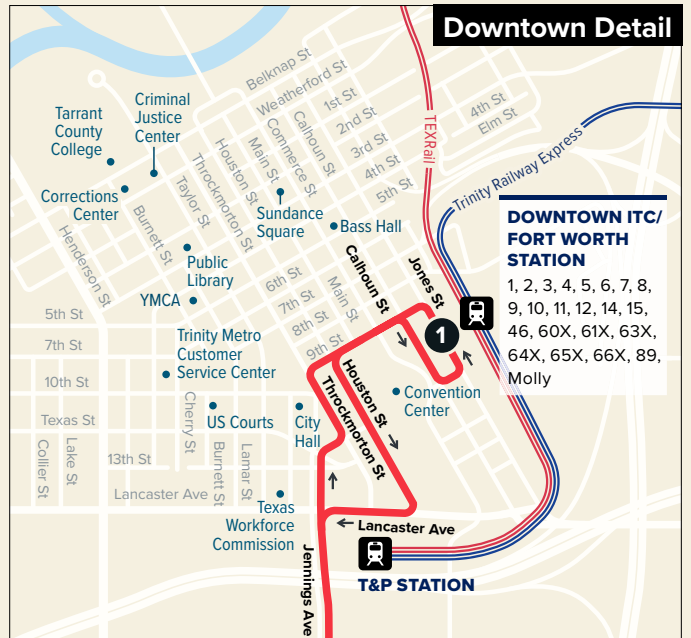 Downtown Detail
Belknap St
Weatherford St
1st St
2nd St
3rd St
4th St
5th St
4th St
Elm St
TEXRail
Trinity Railway Express
Calhoun St
Commerce St
Main St
Houston St
Throckmorton St
Taylor St
Burnett St
Henderson St
Criminal
Justice
Center
Tarrant
County
College
Corrections
Center
Sundance
Square
Bass Hall
Public
Library
YMCA
DOWNTOWN ITC/
FORT WORTH
STATION
1, 2, 3, 4, 5, 6, 7, 8,
9, 10, 11, 12, 14, 15,
46, 60X, 61X, 63X,
64X, 65X, 66X, 89,
Molly
Calhoun St
Jones St
6th St
7th St
8th St
9th St
Main St
1
5th St
7th St
10th St
Texas St
13th St
Lancaster Ave
Trinity Metro
Customer
Service Center
Convention
Center
Houston St
Throckmorton St
US Courts
City
Hall
Cherry St
Burnett St
Lamar St
Collier St
Lake St
Texas
Workforce
Commission
Lancaster Ave
Jennings Ave
T&P STATION